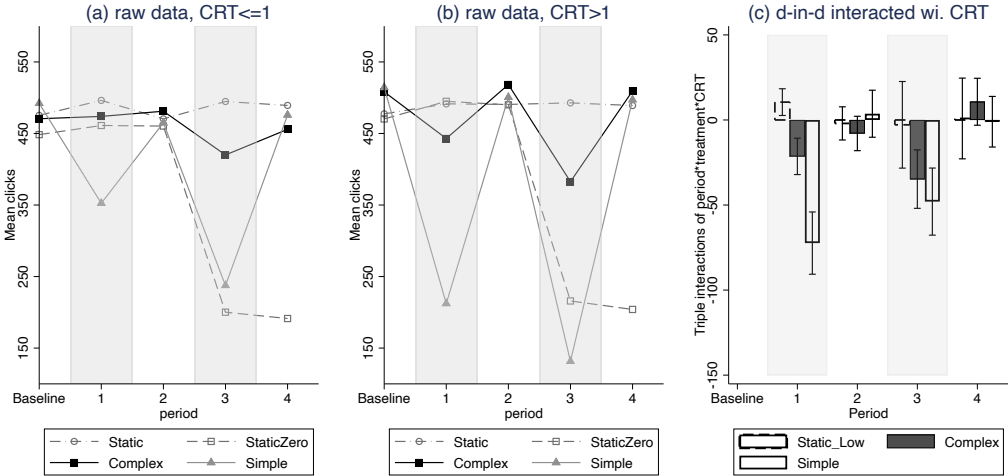 (a) raw data, CRT<=1
Mean clicks
550
450
350
250
150
Baseline 1 2 3 4
period
Static StaticZero
Complex Simple
(b) raw data, CRT>1
Mean clicks
550
450
350
250
150
Baseline 1 2 3 4
period
Static StaticZero
Complex Simple
(c) d-in-d interacted wi. CRT
Triple interactions of period*treatment*CRT
50
0
-50
-100
-150
Baseline 1 2 3 4
Period
Static_Low Complex
Simple